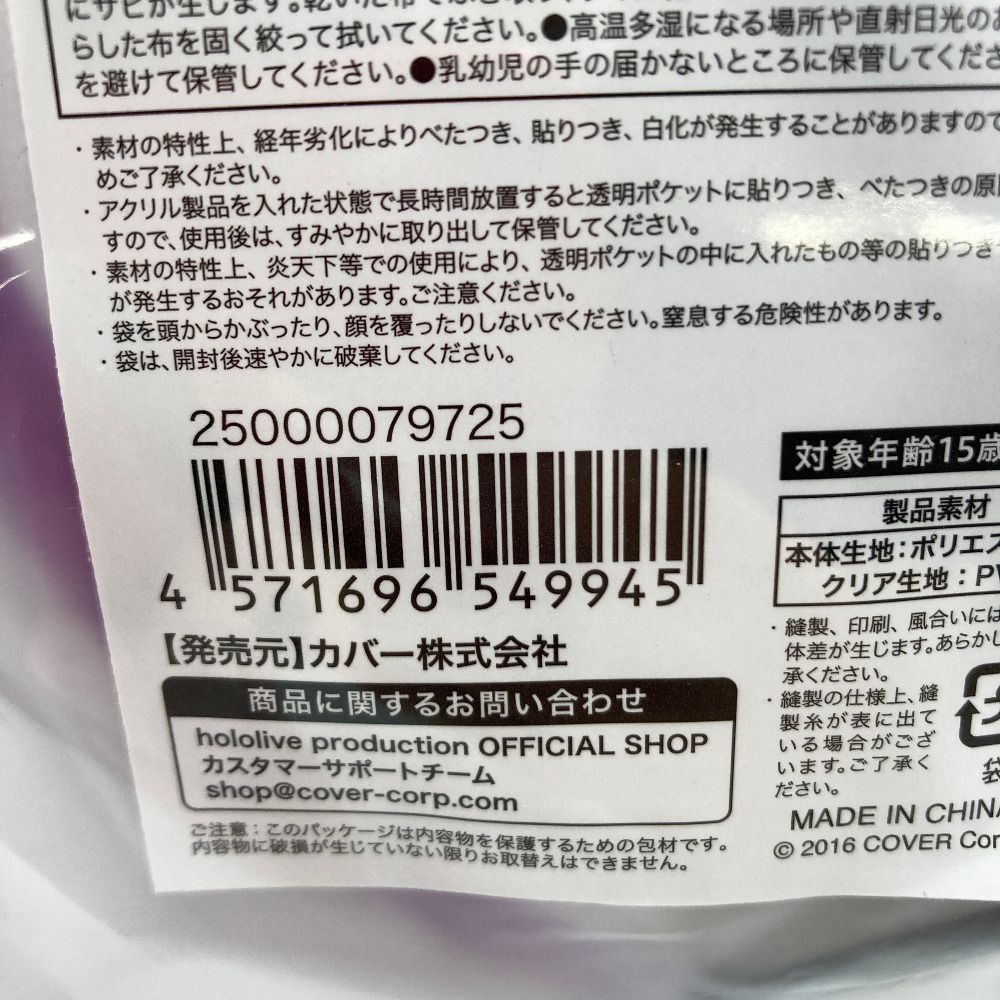 にサビが生じます。乾いた布で
らした布を固く絞って拭いてください。●高温多湿になる場所や直射日光の
を避けて保管してください。●乳幼児の手の届かないところに保管してくださ
・素材の特性上、経年劣化によりべたつき、貼りつき、白化が発生することがありますので
めご了承ください。
・アクリル製品を入れた状態で長時間放置すると透明ポケットに貼りつき、べたつきの原
すので、使用後は、すみやかに取り出して保管してください。
・素材の特性上、炎天下等での使用により、透明ポケットの中に入れたもの等の貼りつき
が発生するおそれがあります。ご注意ください。
・袋を頭からかぶったり、顔を覆ったりしないでください。窒息する危険性があります。
・袋は、開封後速やかに破棄してください。
25000079725
4 571696 549945
【発売元】カバー株式会社
商品に関するお問い合わせ
hololive production OFFICIAL SHOP
カスタマーサポートチーム
shop@cover-corp.com
ご注意：このパッケージは内容物を保護するための包材です。
内容物に破損が生じていない限りお取替えはできません。
対象年齢15歳
製品素材
本体生地：ポリエス
クリア生地：PV
・縫製、印刷、風合いには
体差が生じます。あらかじ
承ください。
・縫製の仕様上、縫
製糸が表に出て
いる場合がござ
います。ご了承く
ださい。
袋
MADE IN CHINA
© 2016 COVER Cor